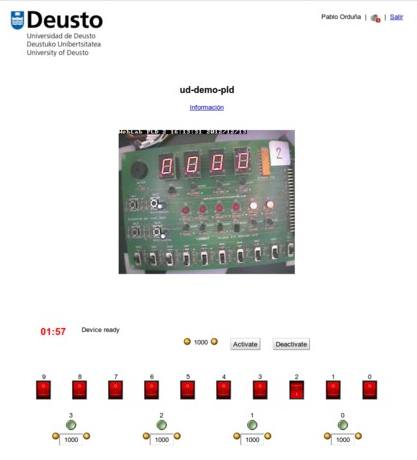 Deusto
Universidad de Deusto
Deustuko Unibertsitatea
University of Deusto
Pablo Orduña | | Salir
ud-demo-pld
Información
2
01:57 Device ready
1000 Activate Deactivate
9 8 7 6 5 4 3 2 1 0
3 2 1 0
1000 1000 1000 1000